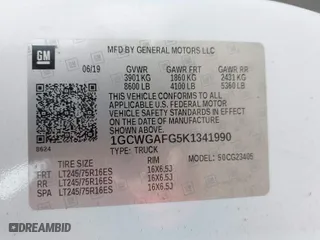 GM
MFD BY GENERAL MOTORS LLC
06/19 GVWR GAWR FRT GAWR RR
3901 KG 1860 KG 2431 KG
8600 LB 4100 LB 5360 LB
THIS VEHICLE CONFORMS TO ALL
APPLICABLE U.S. FEDERAL MOTOR
VEHICLE SAFETY STANDARDS IN
EFFECT ON THE DATE OF
MANUFACTURE SHOWN ABOVE.
1GCWGAFG5K1341990
TYPE: TRUCK
8624
TIRE SIZE RIM MODEL:
FRT LT245/75R16ES 16X6.5J
RR LT245/75R16ES 16X6.5J
SPA LT245/75R16ES 16X6.5J
© DREAMBID AUTOMOTIVE